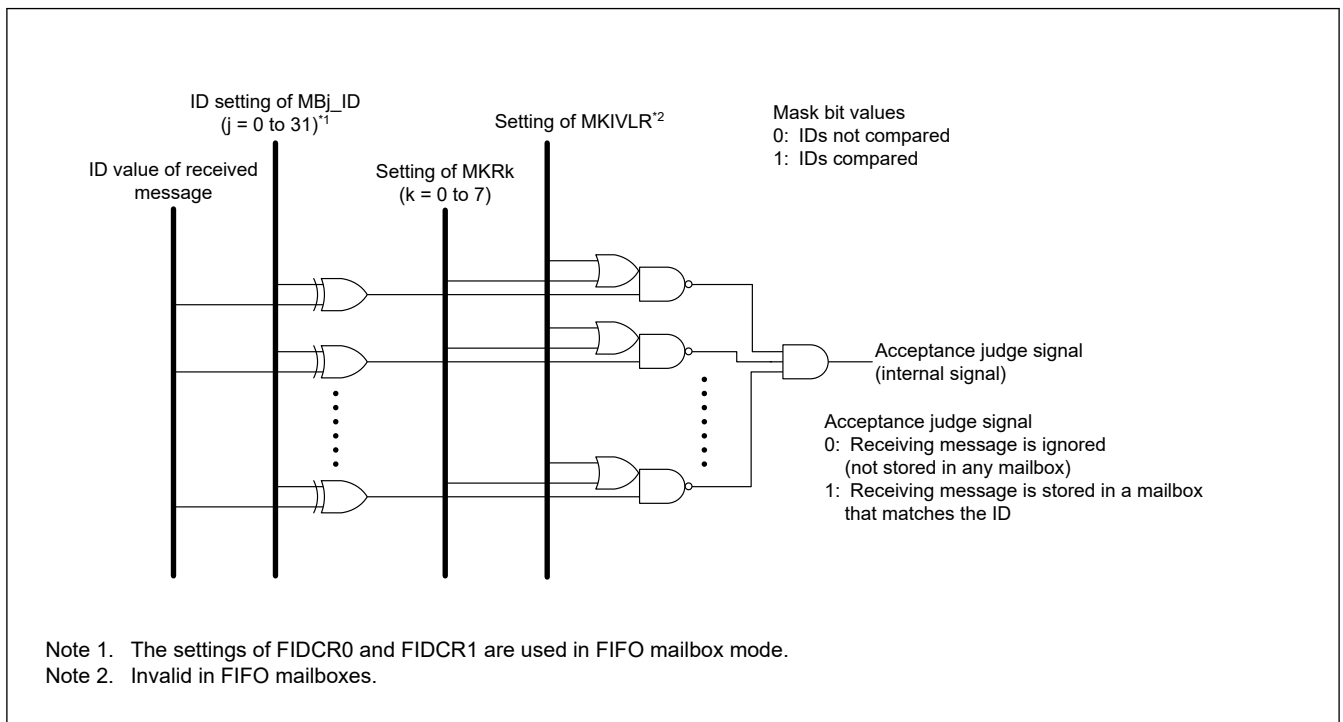 ID setting of MBj_ID
(j = 0 to 31)*1
Setting of MKIVLR*2
Mask bit values
0: IDs not compared
1: IDs compared
ID value of received
message
Setting of MKRk
(k = 0 to 7)
Acceptance judge signal
(internal signal)
Acceptance judge signal
0: Receiving message is ignored
(not stored in any mailbox)
1: Receiving message is stored in a mailbox
that matches the ID
Note 1. The settings of FIDCR0 and FIDCR1 are used in FIFO mailbox mode.
Note 2. Invalid in FIFO mailboxes.